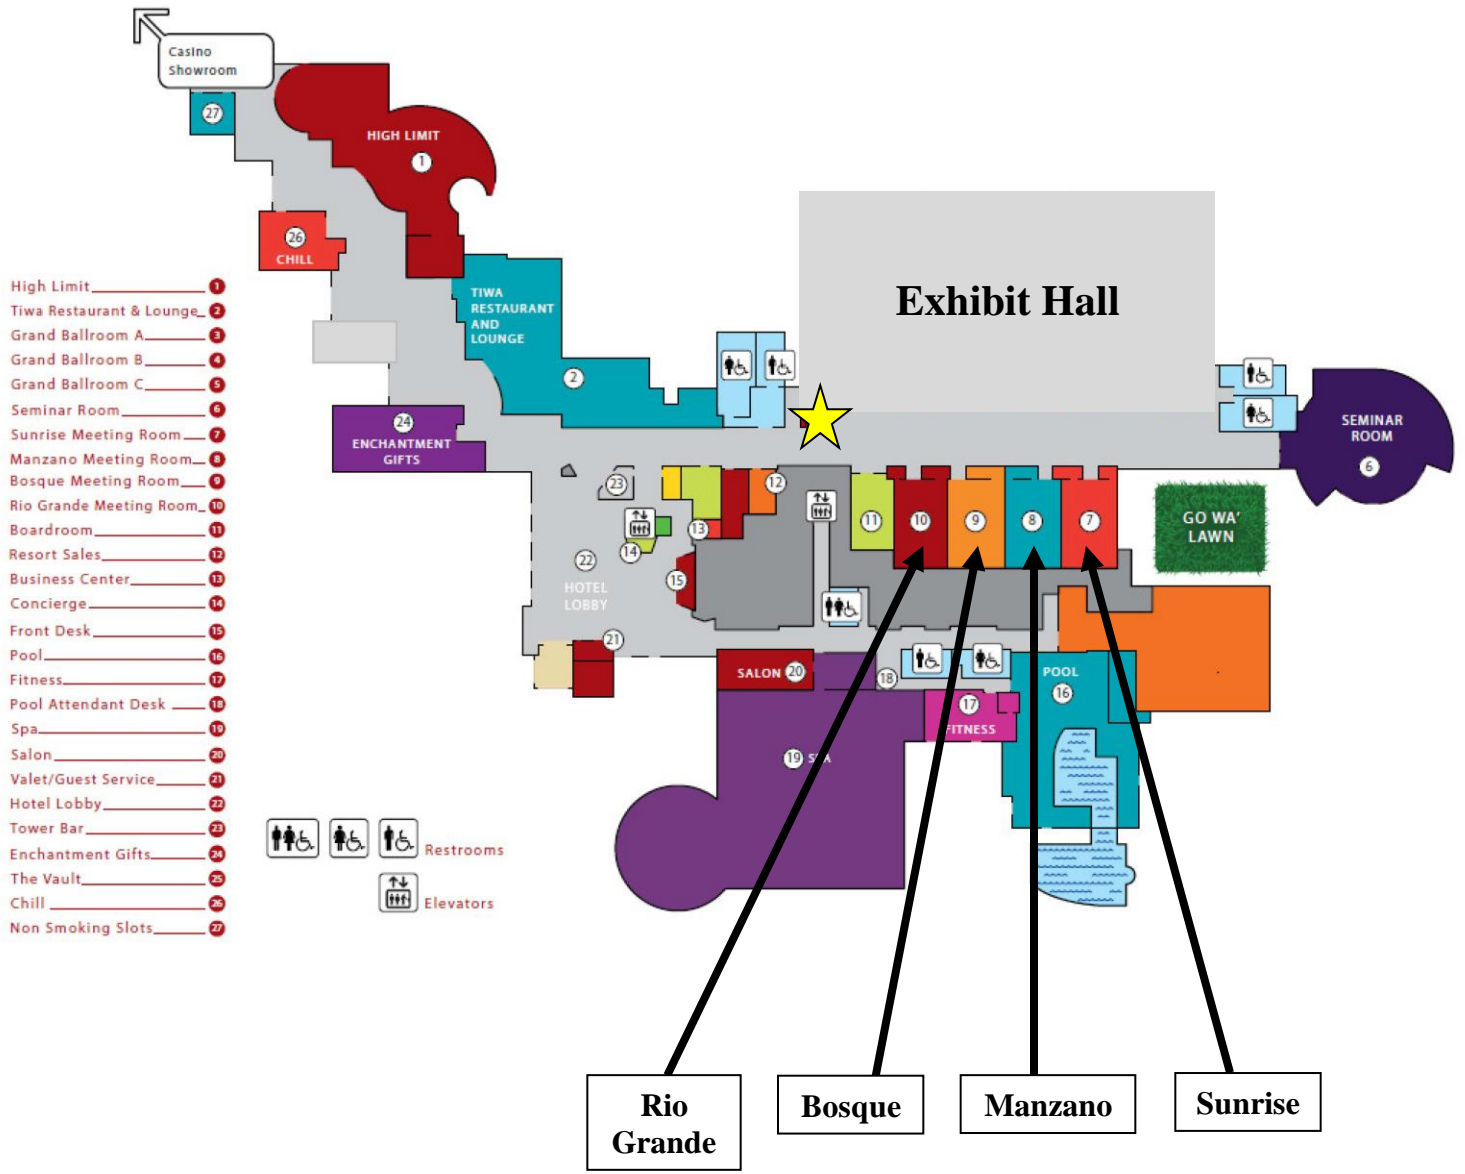 Casino
Showroom
27
HIGH LIMIT
1
26
CHILL
TIWA
RESTAURANT
AND
LOUNGE
2
Exhibit Hall
24
ENCHANTMENT
GIFTS
SEMINAR
ROOM
6
High Limit 1
Tiwa Restaurant & Lounge 2
Grand Ballroom A 3
Grand Ballroom B 4
Grand Ballroom C 5
Seminar Room 6
Sunrise Meeting Room 7
Manzano Meeting Room 8
Bosque Meeting Room 9
Rio Grande Meeting Room 10
Boardroom 11
Resort Sales 12
Business Center 13
Concierge 14
Front Desk 15
Pool 16
Fitness 17
Pool Attendant Desk 18
Spa 19
Salon 20
Valet/Guest Service 21
Hotel Lobby 22
Tower Bar 23
Enchantment Gifts 24
The Vault 25
Chill 26
Non Smoking Slots 27
23
12
13
14
11
10
9
8
7
GO WA'
LAWN
22
HOTEL
LOBBY
15
21
SALON 20
18
POOL
16
17
FITNESS
19 SPA
Restrooms
Elevators
Rio
Grande
Bosque
Manzano
Sunrise